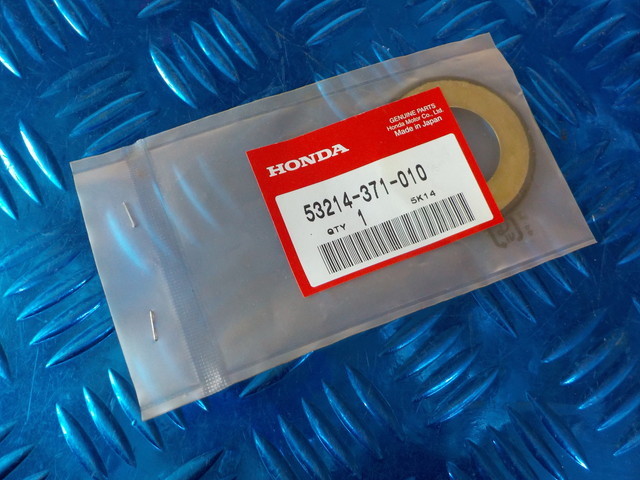 GENUINE PARTS
Honda Motor Co., Ltd.
Made in Japan
HONDA
53214-371-010
QTY 1 SK14